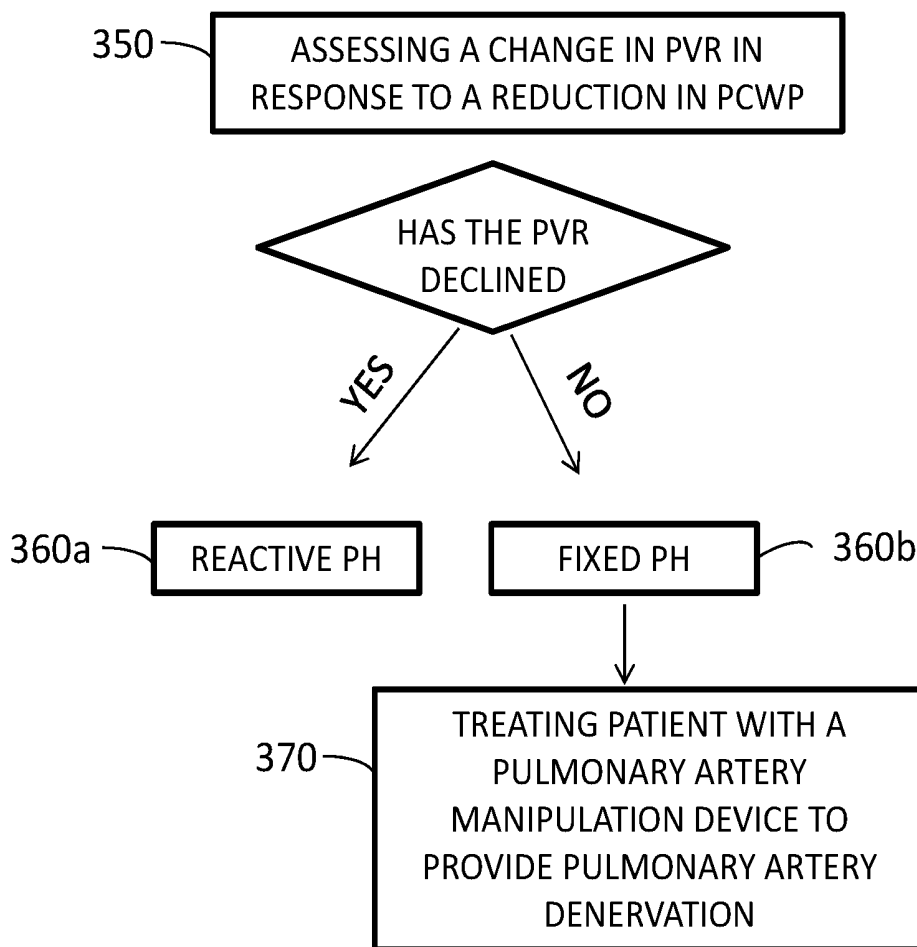 350
ASSESSING A CHANGE IN PVR IN
RESPONSE TO A REDUCTION IN PCWP
HAS THE PVR
DECLINED
YES
NO
360a
REACTIVE PH
FIXED PH
360b
370
TREATING PATIENT WITH A
PULMONARY ARTERY
MANIPULATION DEVICE TO
PROVIDE PULMONARY ARTERY
DENERVATION